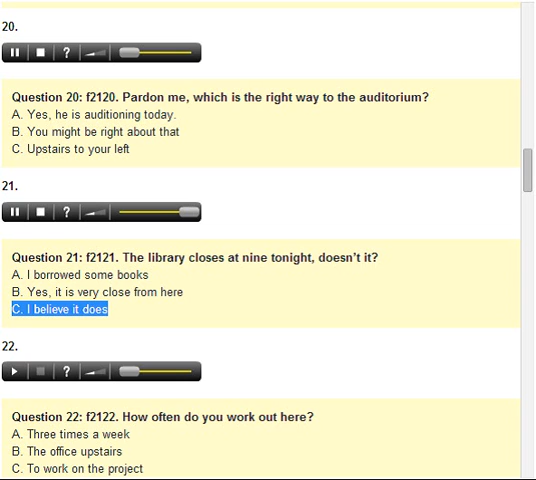 20.
?
Question 20: f2120. Pardon me, which is the right way to the auditorium?
A. Yes, he is auditioning today.
B. You might be right about that
C. Upstairs to your left
21.
?
Question 21: f2121. The library closes at nine tonight, doesn't it?
A. I borrowed some books
B. Yes, it is very close from here
C. I believe it does
22.
?
Question 22: f2122. How often do you work out here?
A. Three times a week
B. The office upstairs
C. To work on the project